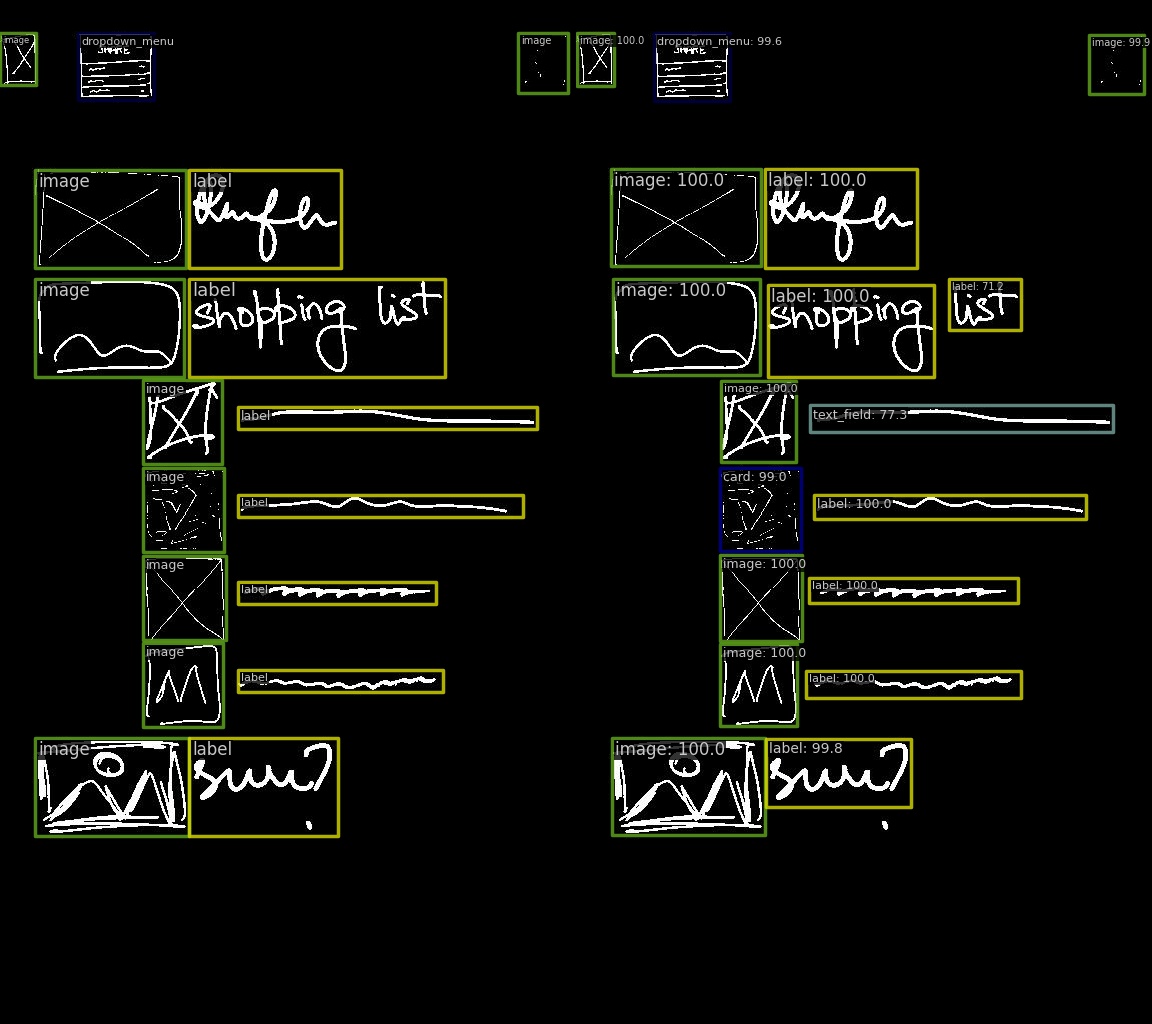 image dropdown_menu image image: 100.0 dropdown_menu: 99.6 image: 99.9
SHARE SHARE
image label image: 100.0 label: 100.0
image label image: 100.0 label: 100.0 label: 71.2
shopping list shopping list
image image: 100.0
label text_field: 77.3
image card: 99.0
label label: 100.0
image image: 100.0
label label: 100.0
image image: 100.0
label label: 100.0
image label image: 100.0 label: 99.8